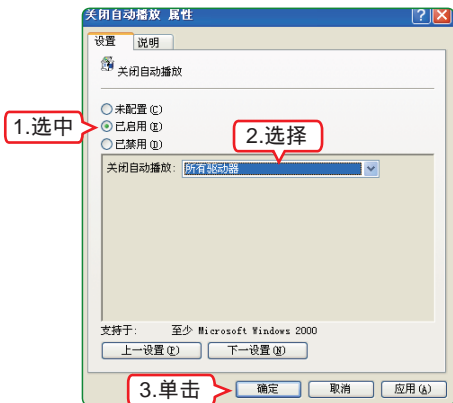 关闭自动播放 属性
设置 说明
关闭自动播放
未配置(C)
1.选中
已启用(E)
2.选择
已禁用(D)
关闭自动播放: 所有驱动器
支持于: 至少 Microsoft Windows 2000
上一设置(P) 下一设置(N)
3.单击
确定 取消 应用(A)